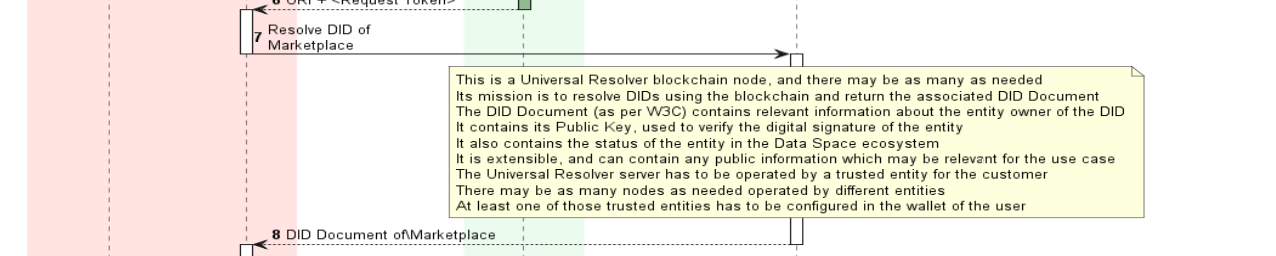 6 URI + <Request Token>
7 Resolve DID of
Marketplace
This is a Universal Resolver blockchain node, and there may be as many as needed
Its mission is to resolve DIDs using the blockchain and return the associated DID Document
The DID Document (as per W3C) contains relevant information about the entity owner of the DID
It contains its Public Key, used to verify the digital signature of the entity
It also contains the status of the entity in the Data Space ecosystem
It is extensible, and can contain any public information which may be relevant for the use case
The Universal Resolver server has to be operated by a trusted entity for the customer
There may be as many nodes as needed operated by different entities
At least one of those trusted entities has to be configured in the wallet of the user
8 DID Document of\Marketplace